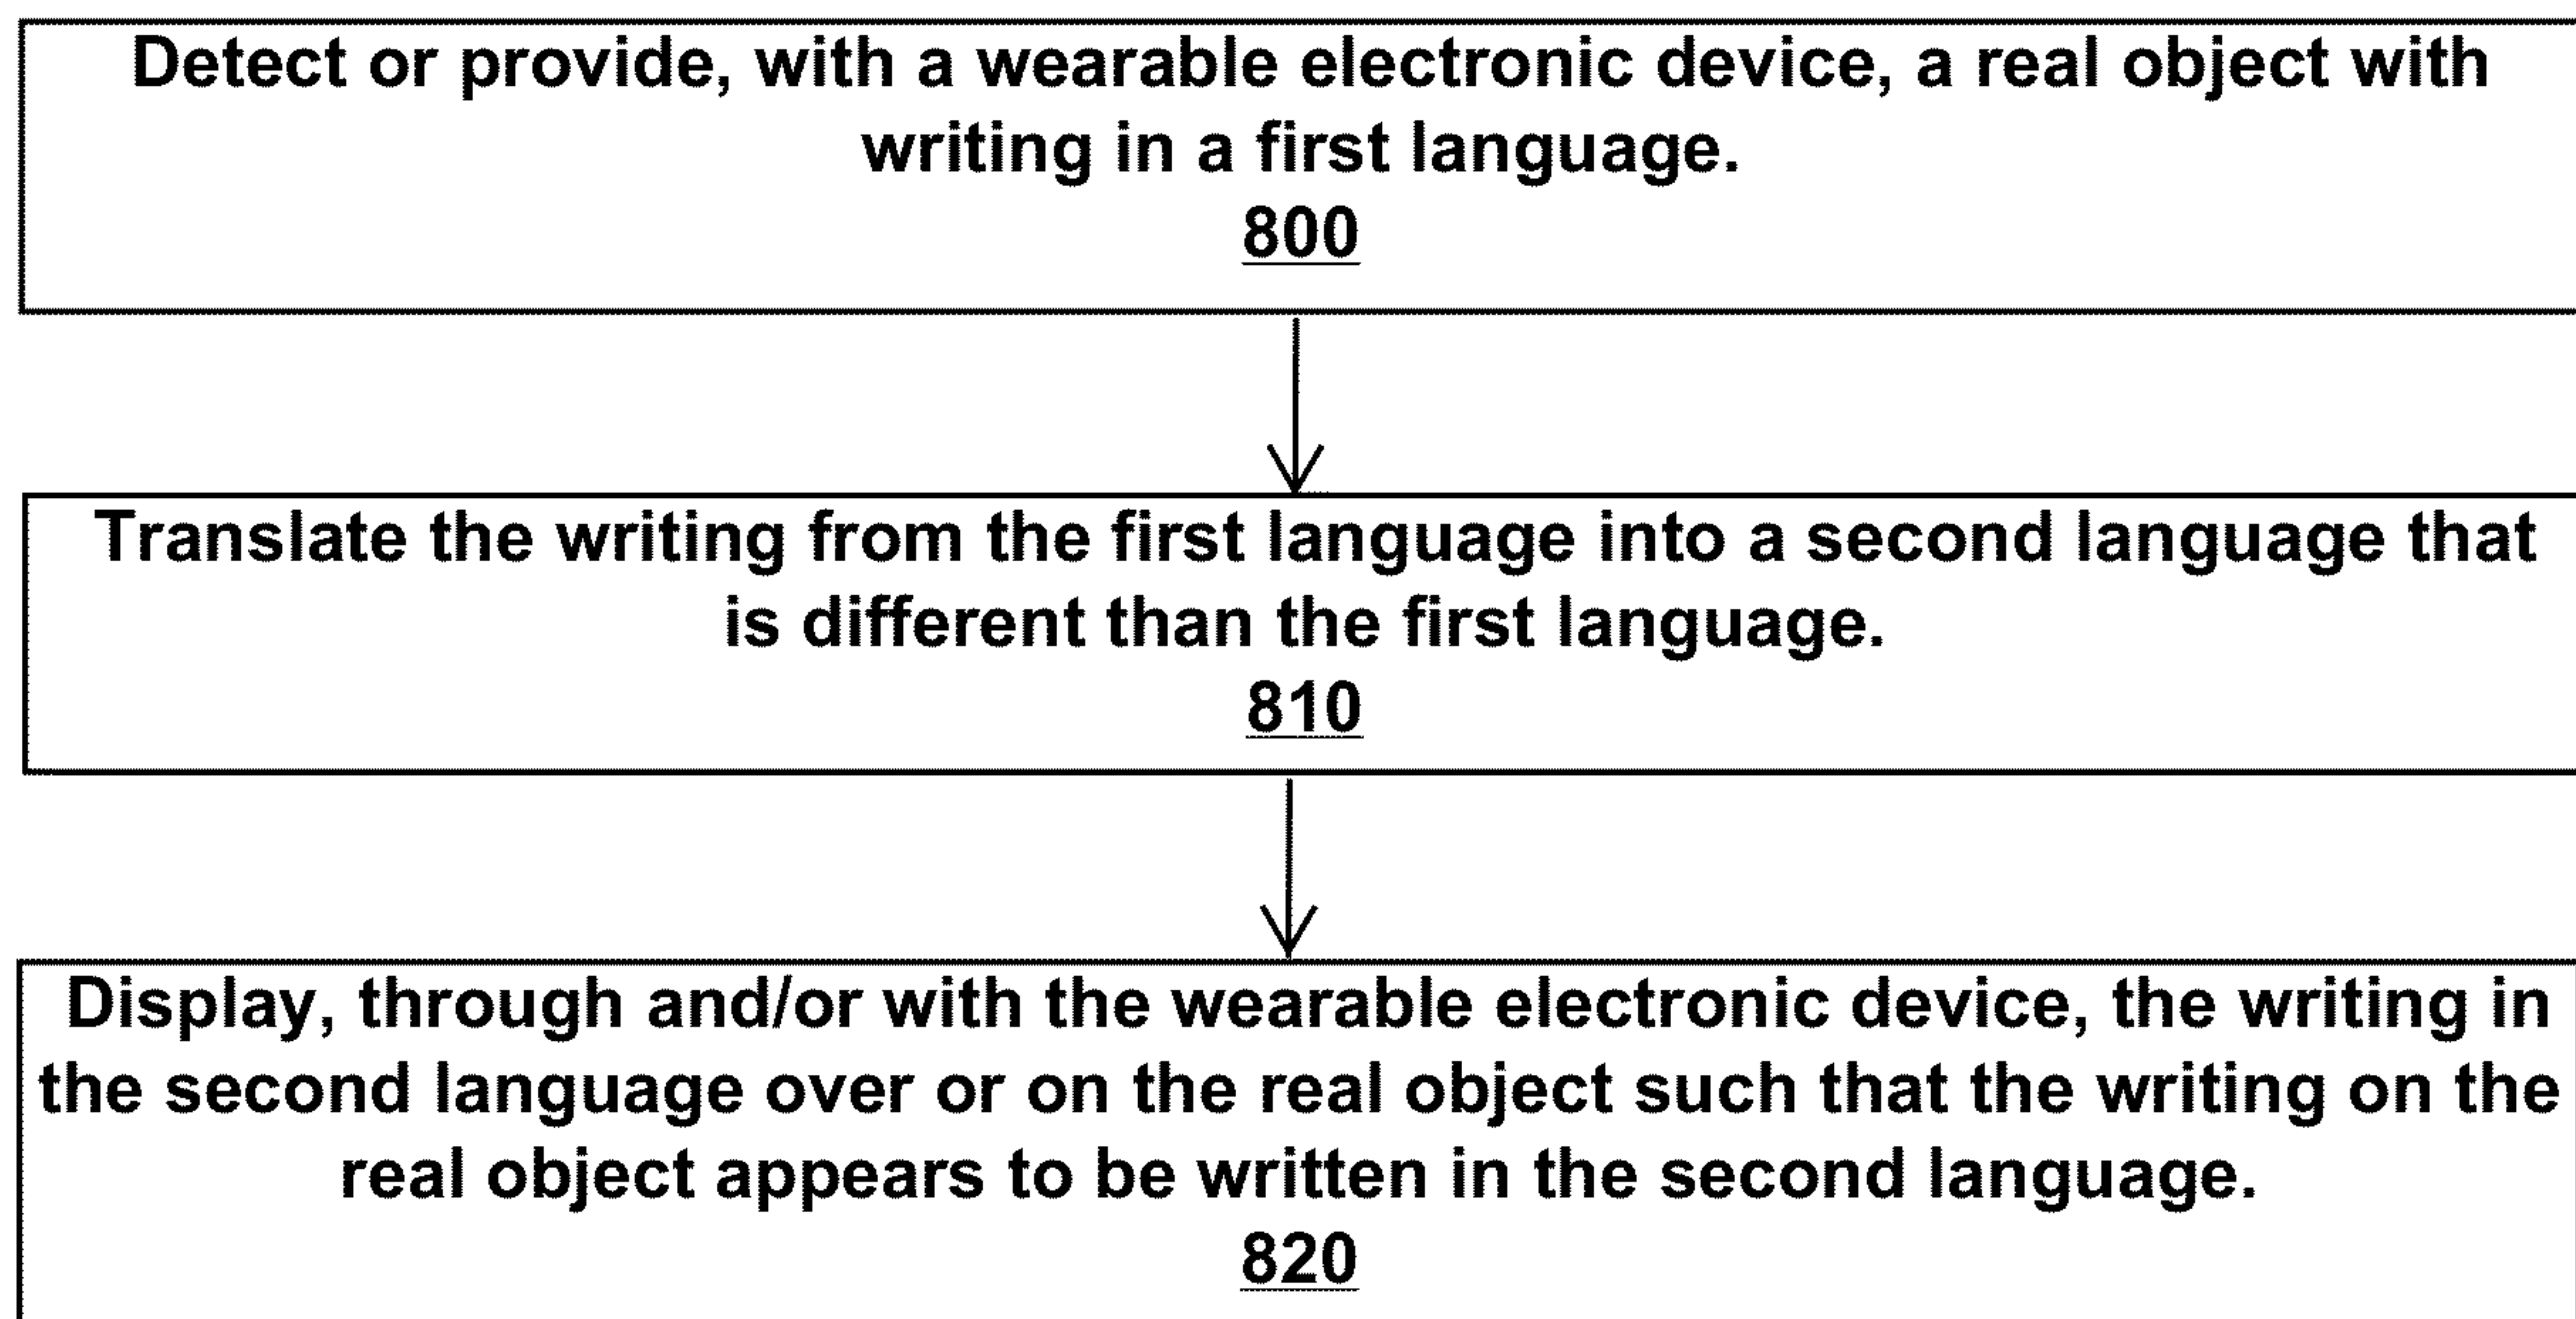 Detect or provide, with a wearable electronic device, a real object with
writing in a first language.
800
Translate the writing from the first language into a second language that
is different than the first language.
810
Display, through and/or with the wearable electronic device, the writing in
the second language over or on the real object such that the writing on the
real object appears to be written in the second language.
820